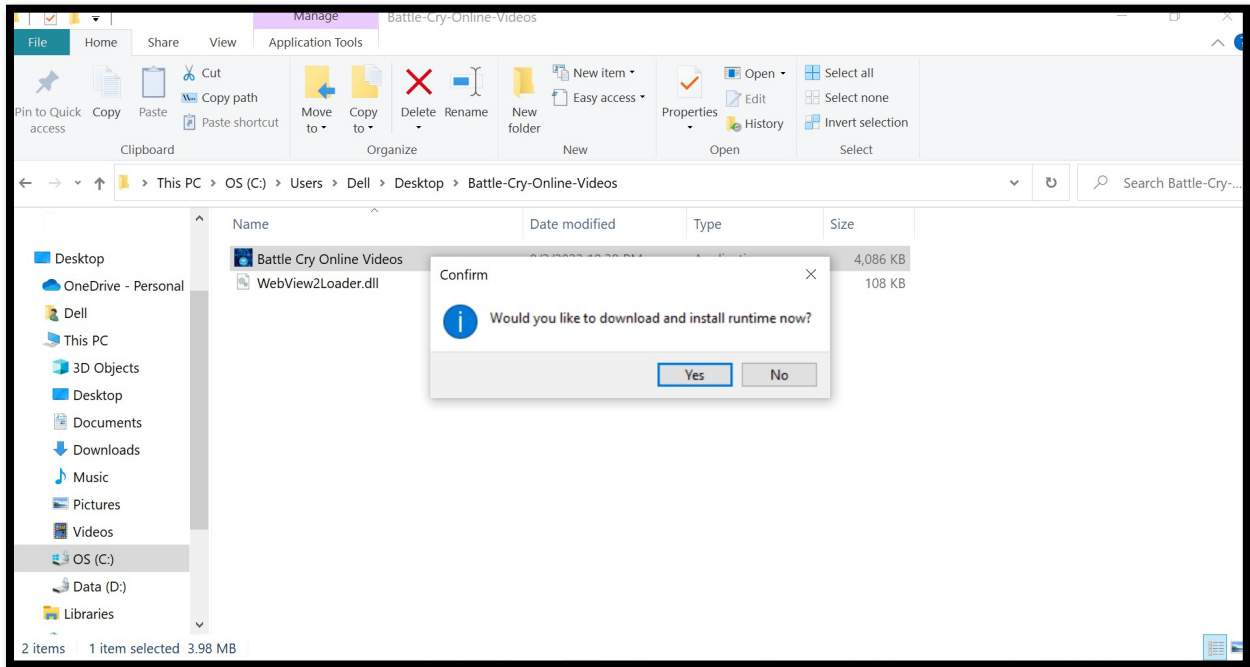 Manage Battle-Cry-Online-Videos
File Home Share View Application Tools
Pin to Quick access
Copy
Paste
Cut
Copy path
Paste shortcut
Clipboard
Move to
Copy to
Delete
Rename
Organize
New folder
New item
Easy access
New
Properties
Open
Edit
History
Open
Select all
Select none
Invert selection
Select
This PC > OS (C:) > Users > Dell > Desktop > Battle-Cry-Online-Videos
Search Battle-Cry-...
Name Date modified Type Size
Battle Cry Online Videos 4,086 KB
WebView2Loader.dll 108 KB
Desktop
OneDrive - Personal
Dell
This PC
3D Objects
Desktop
Documents
Downloads
Music
Pictures
Videos
OS (C:)
Data (D:)
Libraries
Confirm
Would you like to download and install runtime now?
Yes No
2 items 1 item selected 3.98 MB